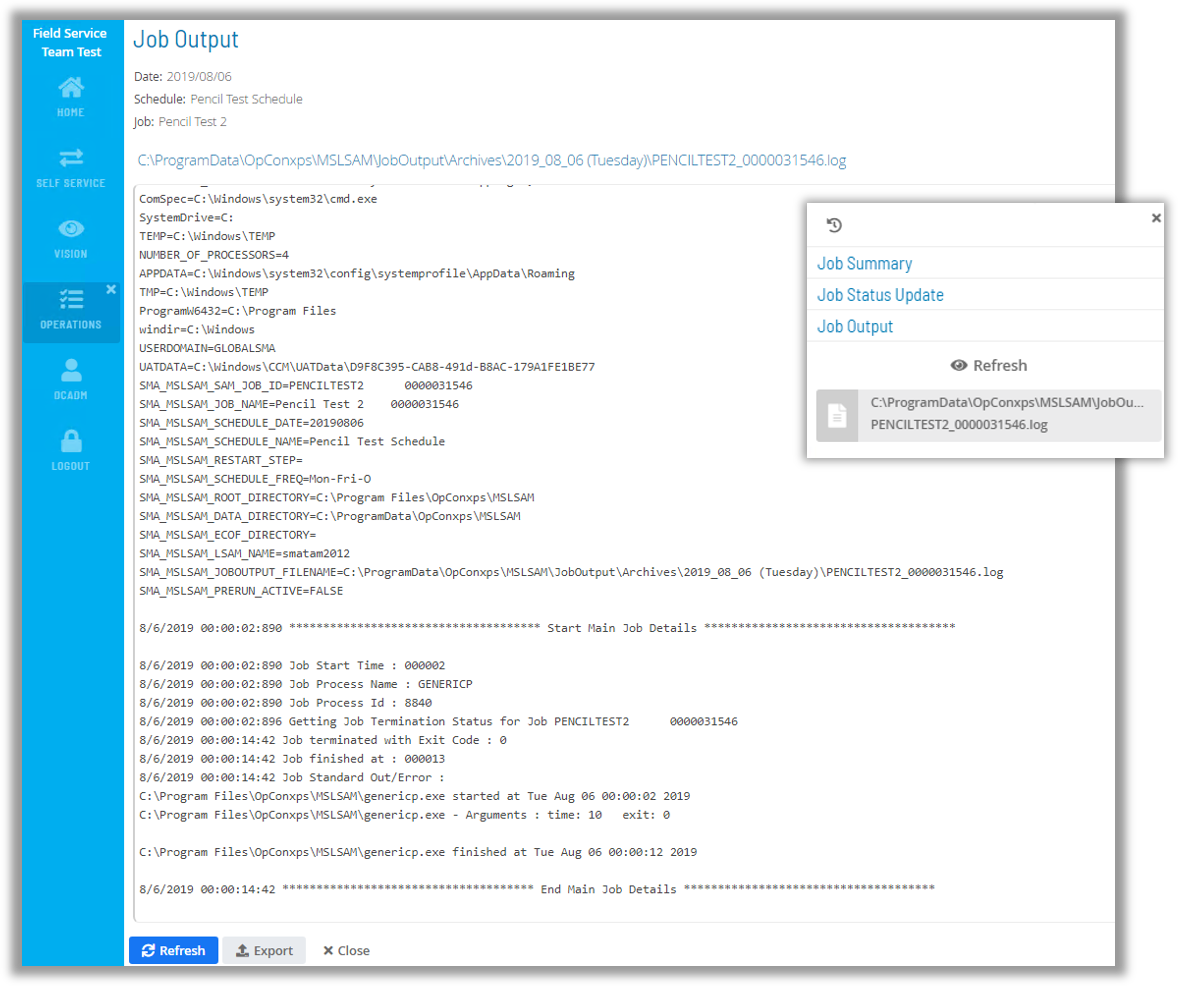 Field Service
Team Test
HOME
SELF SERVICE
VISION
OPERATIONS
OCADM
LOGOUT
Job Output
Date: 2019/08/06
Schedule: Pencil Test Schedule
Job: Pencil Test 2
C:\ProgramData\OpConxps\MSLSAM\JobOutput\Archives\2019_08_06 (Tuesday)\PENCILTEST2_0000031546.log
ComSpec=C:\Windows\system32\cmd.exe
SystemDrive=C:
TEMP=C:\Windows\TEMP
NUMBER_OF_PROCESSORS=4
APPDATA=C:\Windows\system32\config\systemprofile\AppData\Roaming
TMP=C:\Windows\TEMP
ProgramW6432=C:\Program Files
windir=C:\Windows
USERDOMAIN=GLOBALSMA
UATDATA=C:\Windows\CCM\UATData\D9F8C395-CAB8-491d-B8AC-179A1FE1BE77
SMA_MSLSAM_SAM_JOB_ID=PENCILTEST2      0000031546
SMA_MSLSAM_JOB_NAME=Pencil Test 2    0000031546
SMA_MSLSAM_SCHEDULE_DATE=20190806
SMA_MSLSAM_SCHEDULE_NAME=Pencil Test Schedule
SMA_MSLSAM_RESTART_STEP=
SMA_MSLSAM_SCHEDULE_FREQ=Mon-Fri-O
SMA_MSLSAM_ROOT_DIRECTORY=C:\Program Files\OpConxps\MSLSAM
SMA_MSLSAM_DATA_DIRECTORY=C:\ProgramData\OpConxps\MSLSAM
SMA_MSLSAM_ECOF_DIRECTORY=
SMA_MSLSAM_LSAM_NAME=smatam2012
SMA_MSLSAM_JOBOUTPUT_FILENAME=C:\ProgramData\OpConxps\MSLSAM\JobOutput\Archives\2019_08_06 (Tuesday)\PENCILTEST2_0000031546.log
SMA_MSLSAM_PRERUN_ACTIVE=FALSE
8/6/2019 00:00:02:890 ************************************* Start Main Job Details *************************************
8/6/2019 00:00:02:890 Job Start Time : 000002
8/6/2019 00:00:02:890 Job Process Name : GENERICP
8/6/2019 00:00:02:890 Job Process Id : 8840
8/6/2019 00:00:02:896 Getting Job Termination Status for Job PENCILTEST2      0000031546
8/6/2019 00:00:14:42 Job terminated with Exit Code : 0
8/6/2019 00:00:14:42 Job finished at : 000013
8/6/2019 00:00:14:42 Job Standard Out/Error :
C:\Program Files\OpConxps\MSLSAM\genericp.exe started at Tue Aug 06 00:00:02 2019
C:\Program Files\OpConxps\MSLSAM\genericp.exe - Arguments : time: 10   exit: 0
C:\Program Files\OpConxps\MSLSAM\genericp.exe finished at Tue Aug 06 00:00:12 2019
8/6/2019 00:00:14:42 ************************************* End Main Job Details *************************************
Refresh
Export
Close
Job Summary
Job Status Update
Job Output
Refresh
C:\ProgramData\OpConxps\MSLSAM\JobOu...
PENCILTEST2_0000031546.log